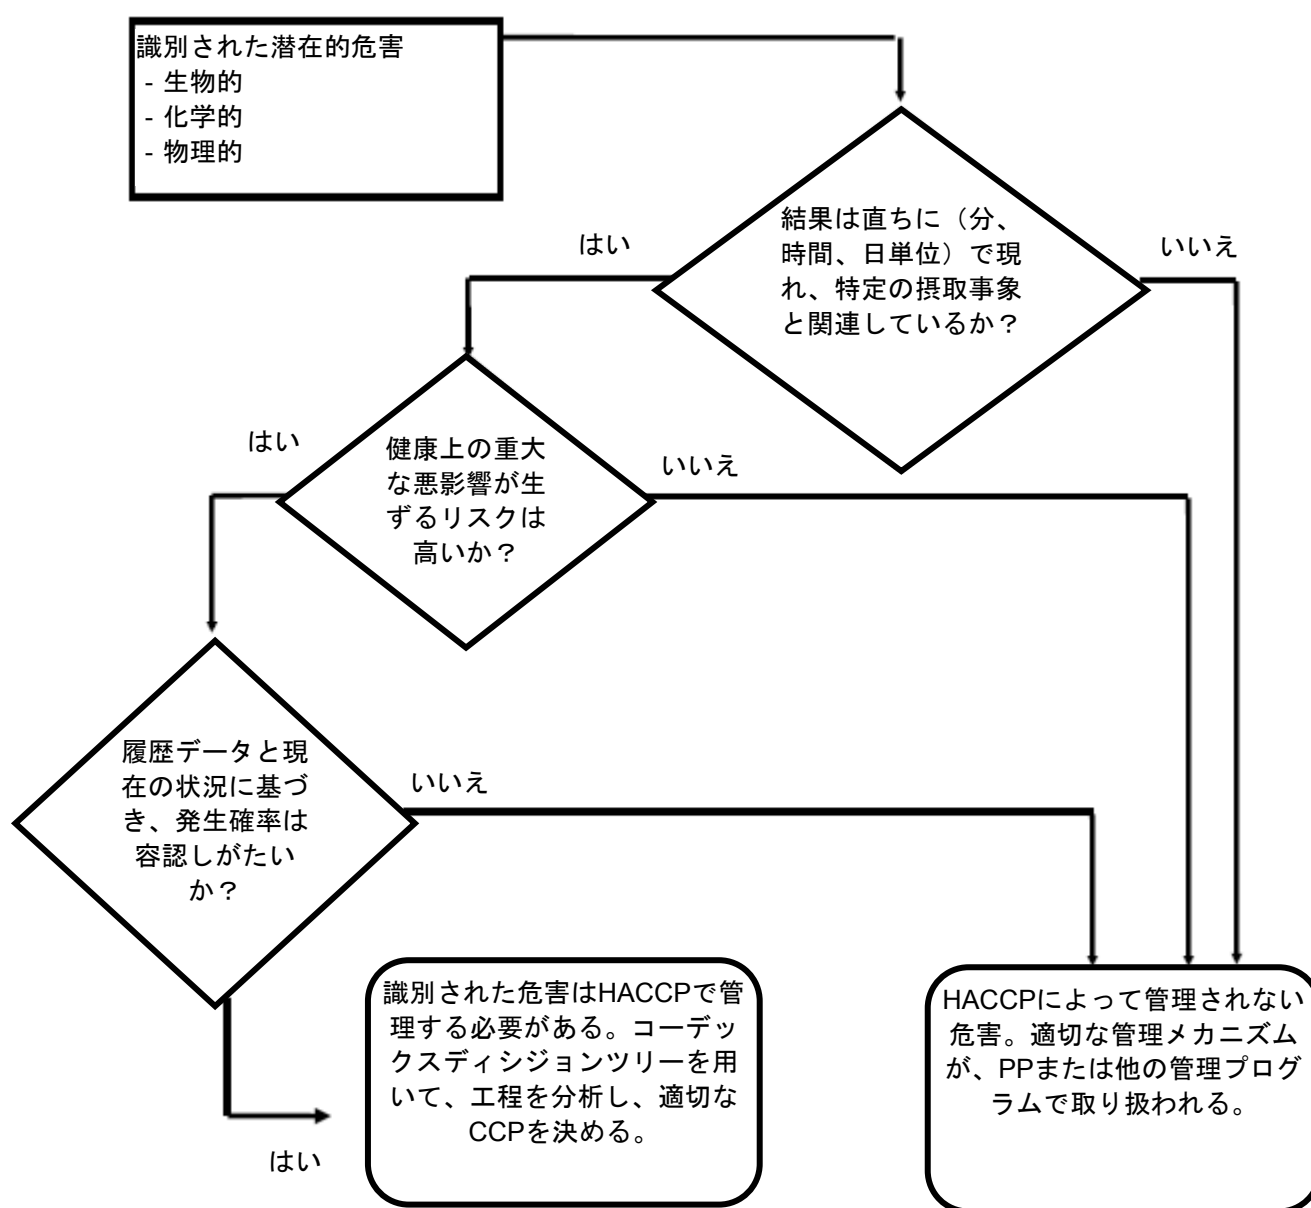 識別された潜在的危害
- 生物的
- 化学的
- 物理的
結果は直ちに（分、
時間、日単位）で現
れ、特定の摂取事象
と関連しているか？
はい
いいえ
健康上の重大
な悪影響が生
ずるリスクは
高いか？
はい
いいえ
履歴データと現
在の状況に基づ
き、発生確率は
容認しがたい
か？
いいえ
はい
識別された危害はHACCPで管
理する必要がある。コーデッ
クスディシジョンツリーを用
いて、工程を分析し、適切な
CCPを決める。
HACCPによって管理されない
危害。適切な管理メカニズム
が、PPまたは他の管理プログ
ラムで取り扱われる。